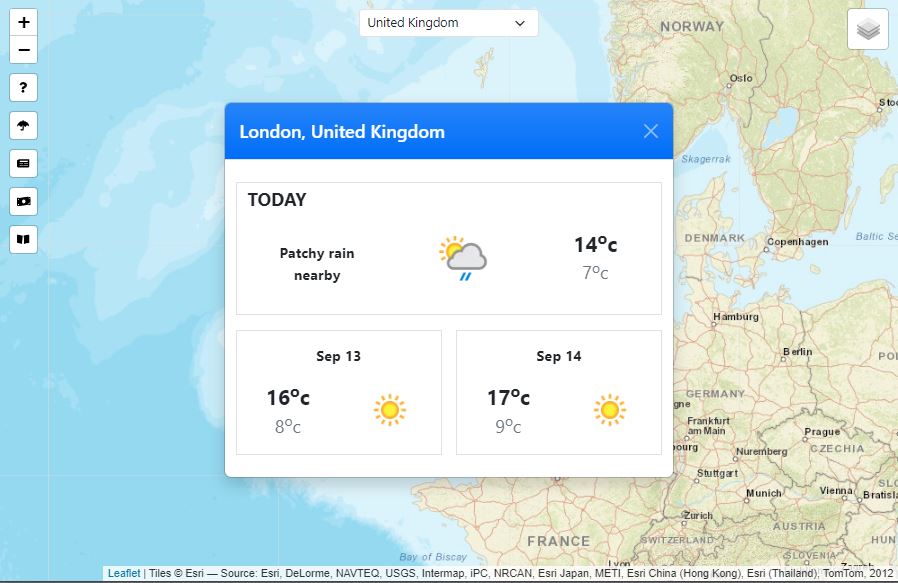 +
United Kingdom
NORWAY
−
Oslo
?
London, United Kingdom
Skagerrak
TODAY
DENMARK
Copenhagen
Baltic Se
Patchy rain
nearby
14°c
7°c
Hamburg
Sep 13
Sep 14
Berlin
16°c
8°c
17°c
9°c
GERMANY
Frankfurt
am Main
Prague
CZECHIA
Nuremberg
Stuttgart
Munich
Vienna
Bratisla
Zurich
AUSTRIA
FRANCE
SWITZERLAND
HUN
SLOVENIA
Bay of Biscay
Lyon
Zagreb
Leaflet | Tiles © Esri — Source: Esri, DeLorme, NAVTEQ, USGS, Intermap, iPC, NRCAN, Esri Japan, METI, Esri China (Hong Kong), Esri (Thailand), TomTom, 2012